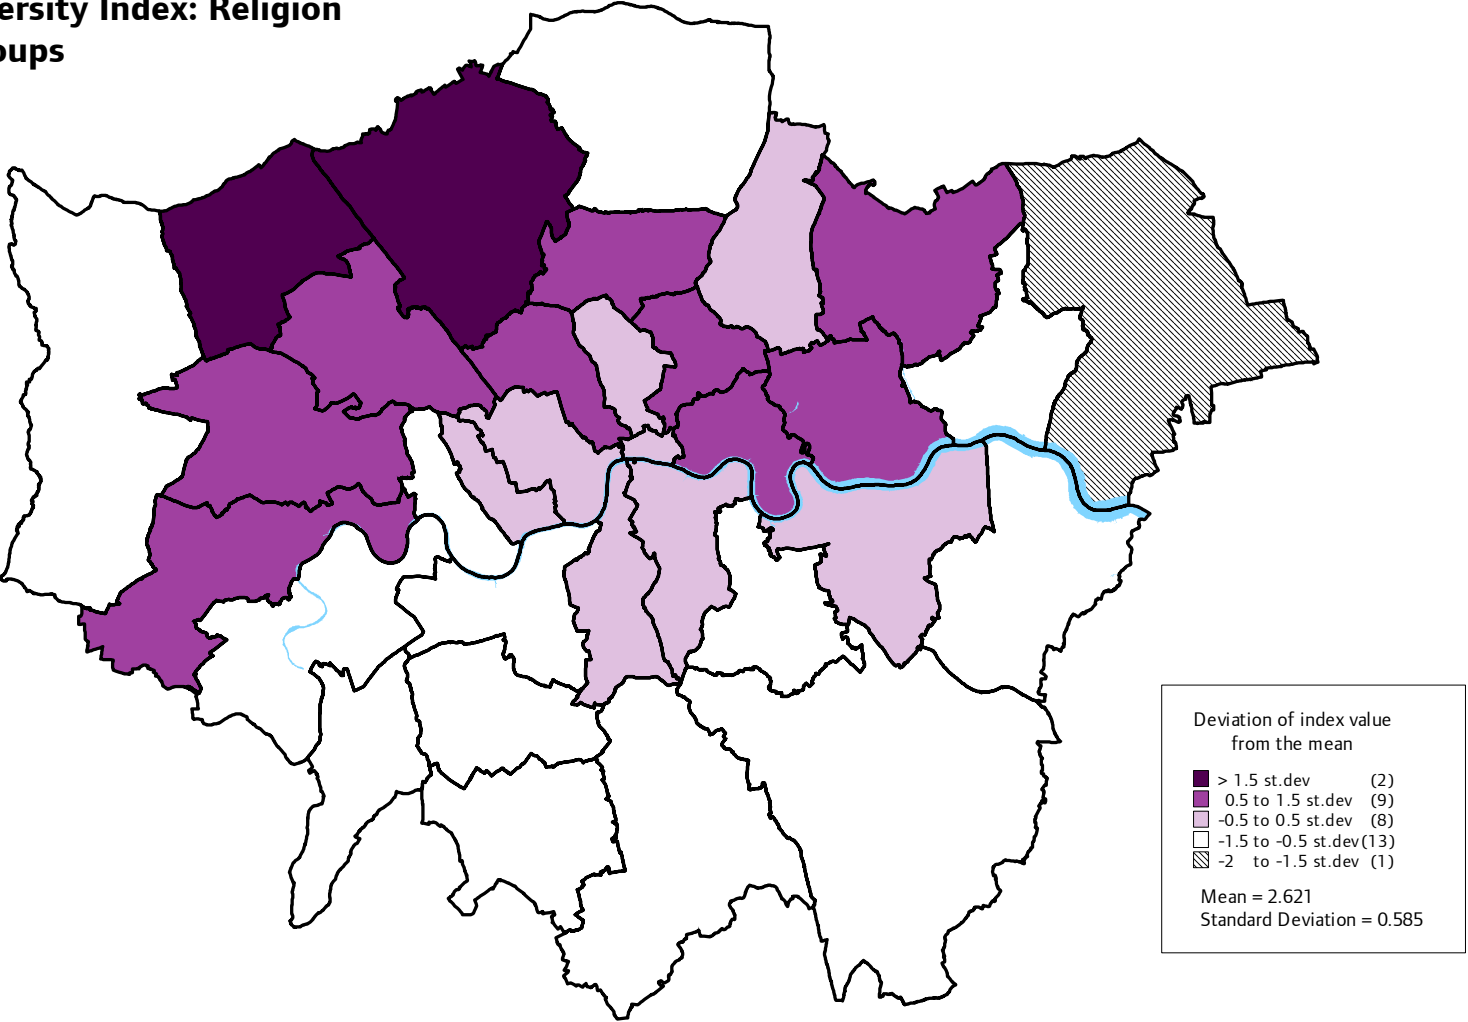 ersity Index: Religion
oups
Deviation of index value
from the mean
> 1.5 st.dev (2)
0.5 to 1.5 st.dev (9)
-0.5 to 0.5 st.dev (8)
-1.5 to -0.5 st.dev (13)
-2 to -1.5 st.dev (1)
Mean = 2.621
Standard Deviation = 0.585